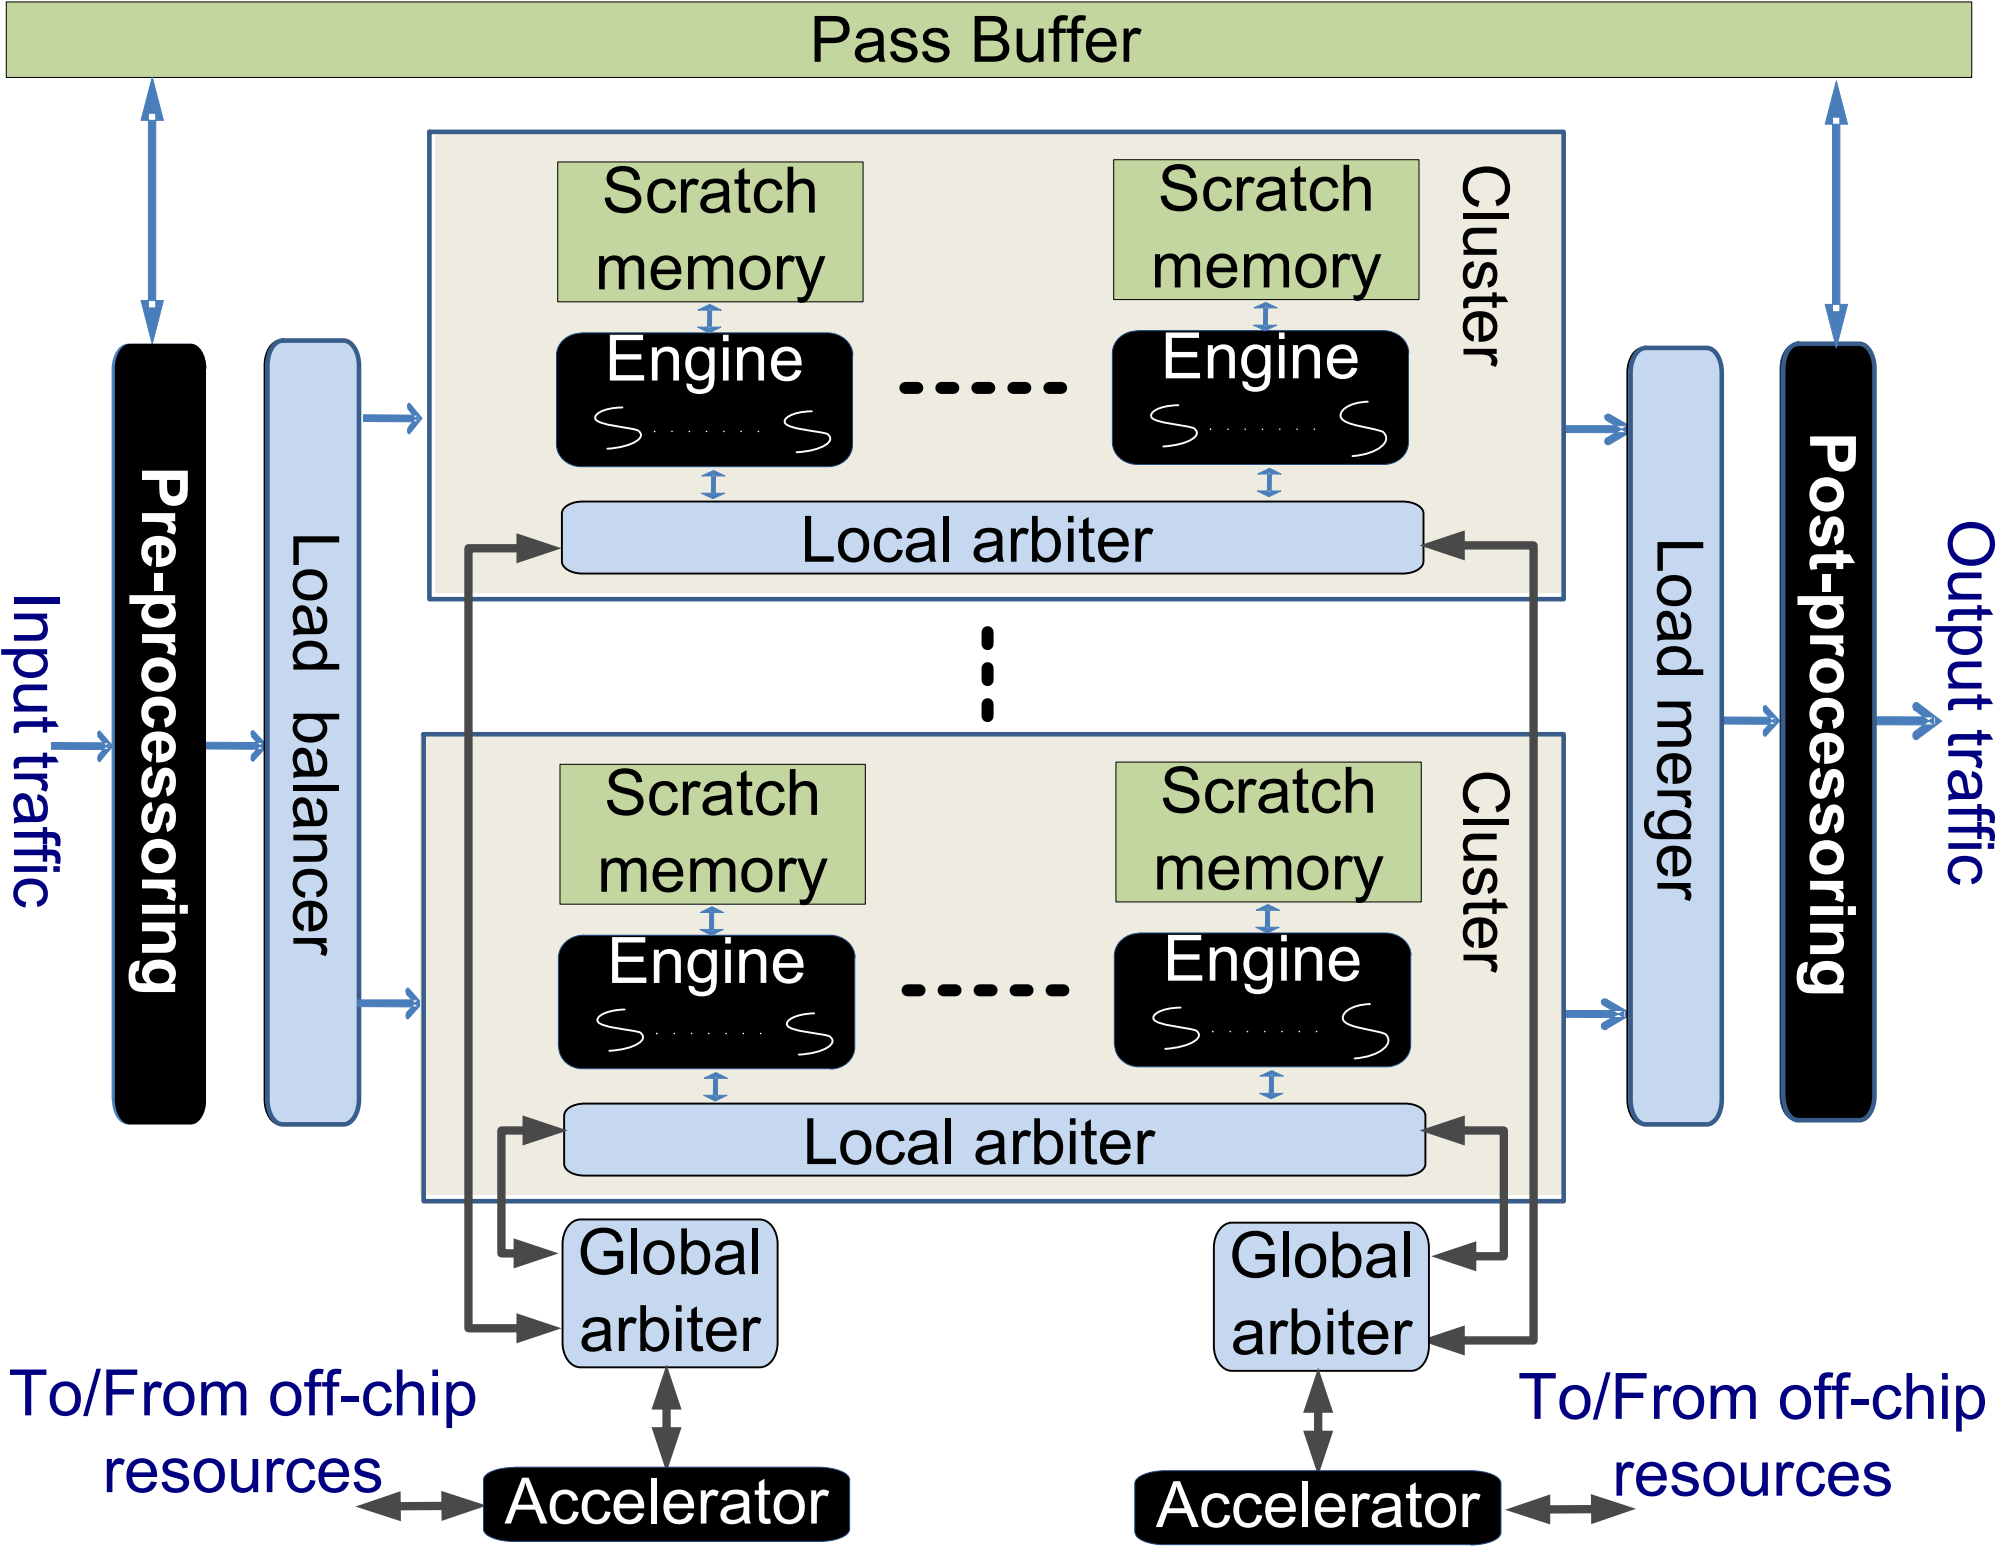 Pass Buffer
Scratch
memory
Scratch
memory
Cluster
Engine
Engine
Local arbiter
Input traffic
Pre-processoring
Load balancer
Load merger
Post-processoring
Output traffic
Scratch
memory
Scratch
memory
Cluster
Engine
Engine
Local arbiter
Global
arbiter
Global
arbiter
To/From off-chip
resources
To/From off-chip
resources
Accelerator
Accelerator